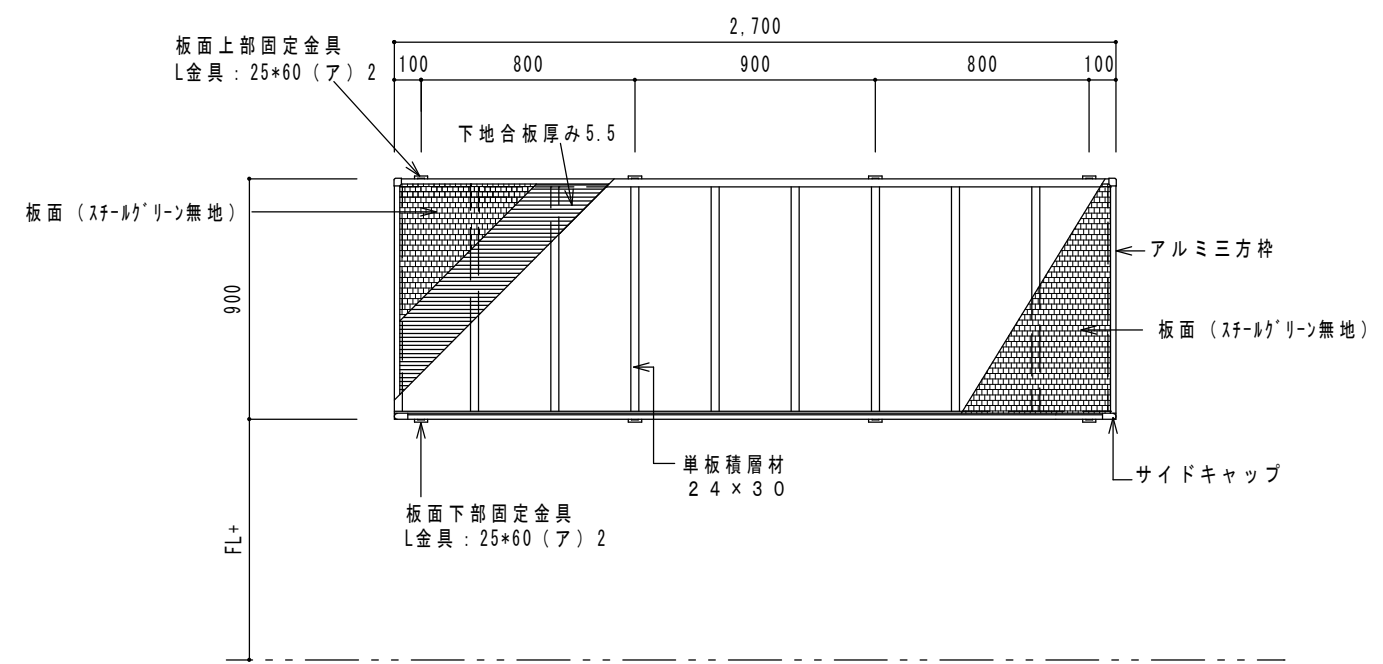 2,700
板面上部固定金具
L金具：25*60（ア）2
100
800
900
800
100
下地合板厚み5.5
板面（ｽﾁｰﾙｸﾞﾘｰﾝ無地）
アルミ三方枠
900
板面（ｽﾁｰﾙｸﾞﾘｰﾝ無地）
単板積層材
２４×３０
サイドキャップ
板面下部固定金具
L金具：25*60（ア）2
FL+